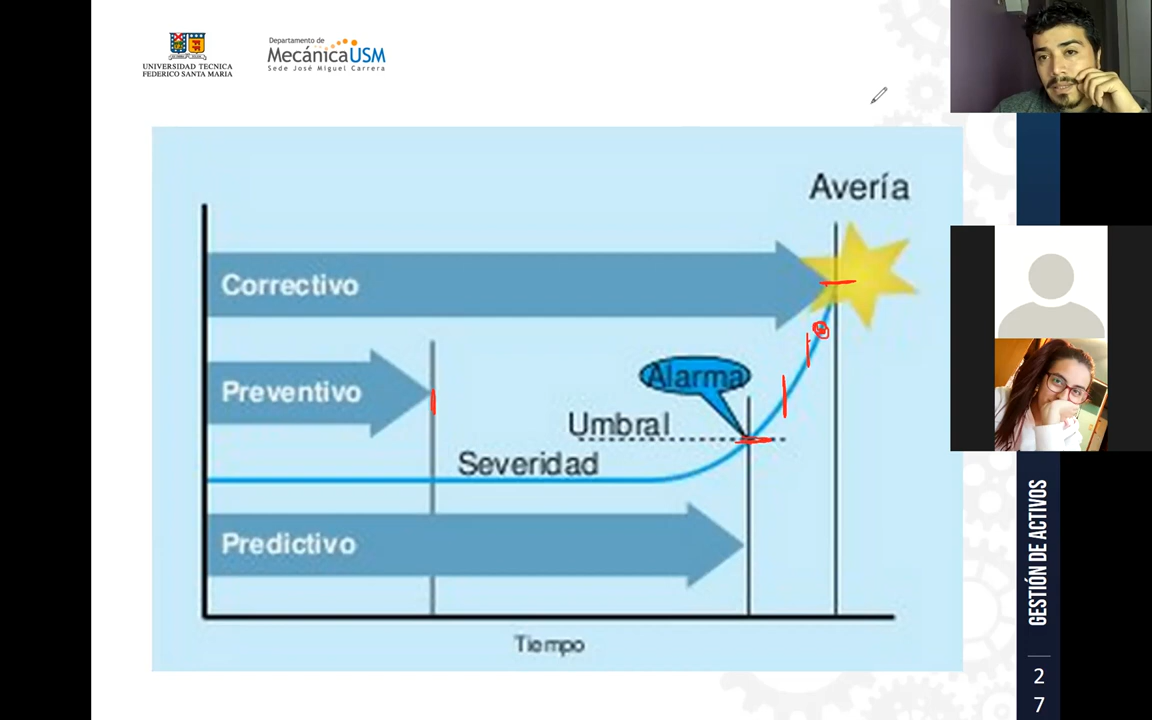 UNIVERSIDAD TECNICA
FEDERICO SANTA MARIA
Departamento de
MecánicaUSM
Sede José Miguel Carrera
Avería
Correctivo
Preventivo
Alarma
Umbral
Severidad
Predictivo
Tiempo
GESTIÓN DE ACTIVOS
2
7